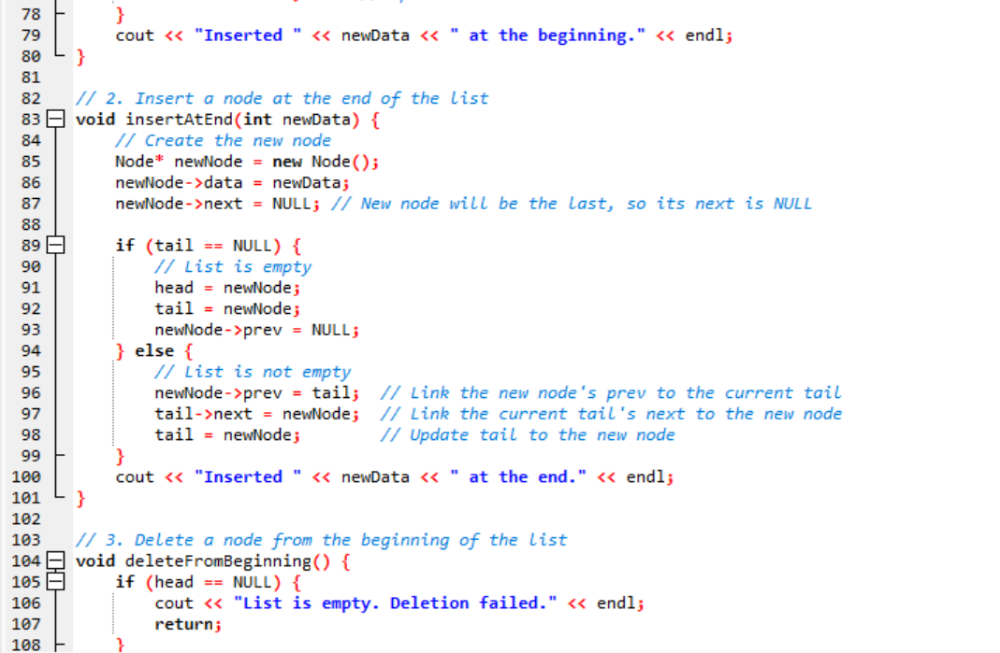 78 }
79 cout << "Inserted " << newData << " at the beginning." << endl;
80 }
81
82 // 2. Insert a node at the end of the list
83 void insertAtEnd(int newData) {
84 // Create the new node
85 Node* newNode = new Node();
86 newNode->data = newData;
87 newNode->next = NULL; // New node will be the last, so its next is NULL
88
89 if (tail == NULL) {
90 // List is empty
91 head = newNode;
92 tail = newNode;
93 newNode->prev = NULL;
94 } else {
95 // List is not empty
96 newNode->prev = tail; // Link the new node's prev to the current tail
97 tail->next = newNode; // Link the current tail's next to the new node
98 tail = newNode; // Update tail to the new node
99 }
100 cout << "Inserted " << newData << " at the end." << endl;
101 }
102
103 // 3. Delete a node from the beginning of the list
104 void deleteFromBeginning() {
105 if (head == NULL) {
106 cout << "List is empty. Deletion failed." << endl;
107 return;
108 }